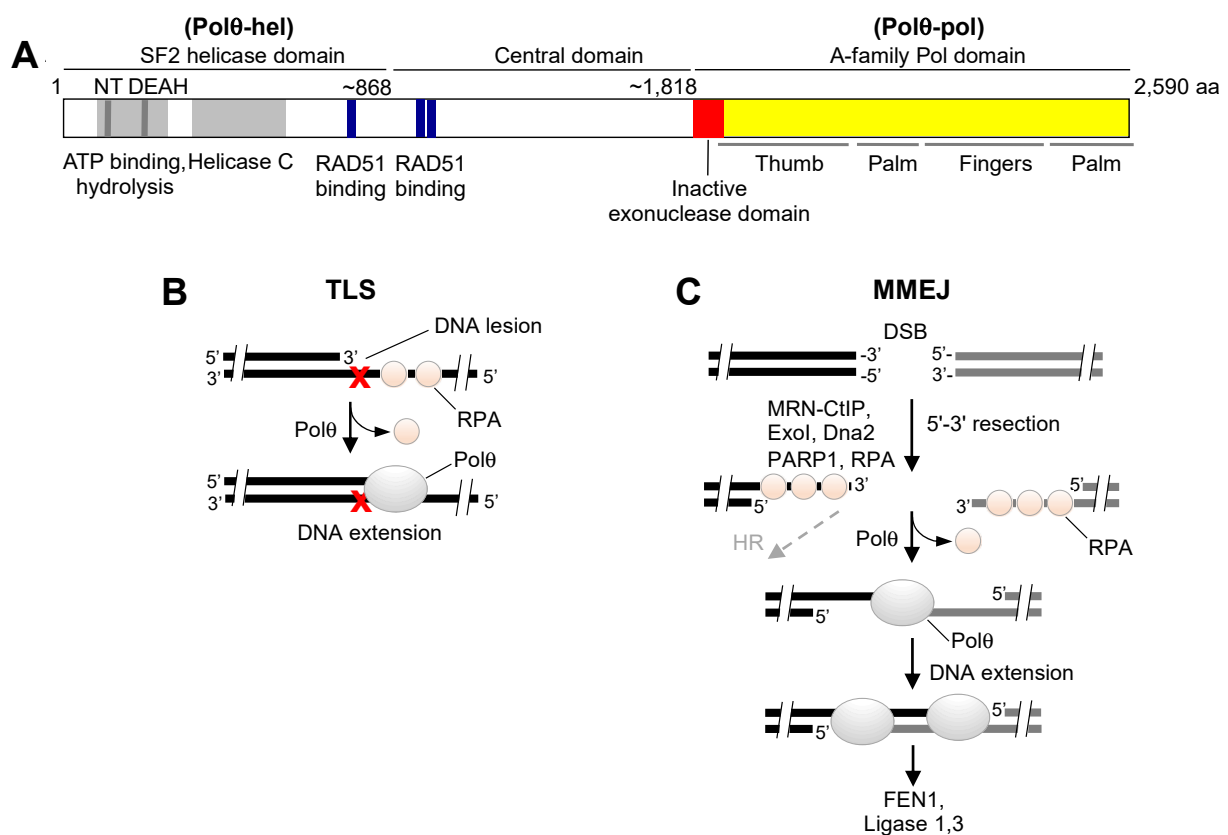 (Polθ-hel)
(Polθ-pol)
A
SF2 helicase domain
Central domain
A-family Pol domain
1
NT DEAH
~868
~1,818
2,590 aa
ATP binding,
hydrolysis
Helicase C
RAD51
binding
RAD51
binding
Inactive
exonuclease domain
Thumb
Palm
Fingers
Palm
B
TLS
DNA lesion
5'
3'
3'
5'
RPA
Polθ
Polθ
5'
3'
5'
DNA extension
C
MMEJ
DSB
-3'
-5'
5'-
3'-
MRN-CtIP,
ExoI, Dna2
PARP1, RPA
5'-3' resection
3'
5'
5'
3'
HR
Polθ
RPA
5'
5'
Polθ
DNA extension
5'
5'
FEN1,
Ligase 1,3